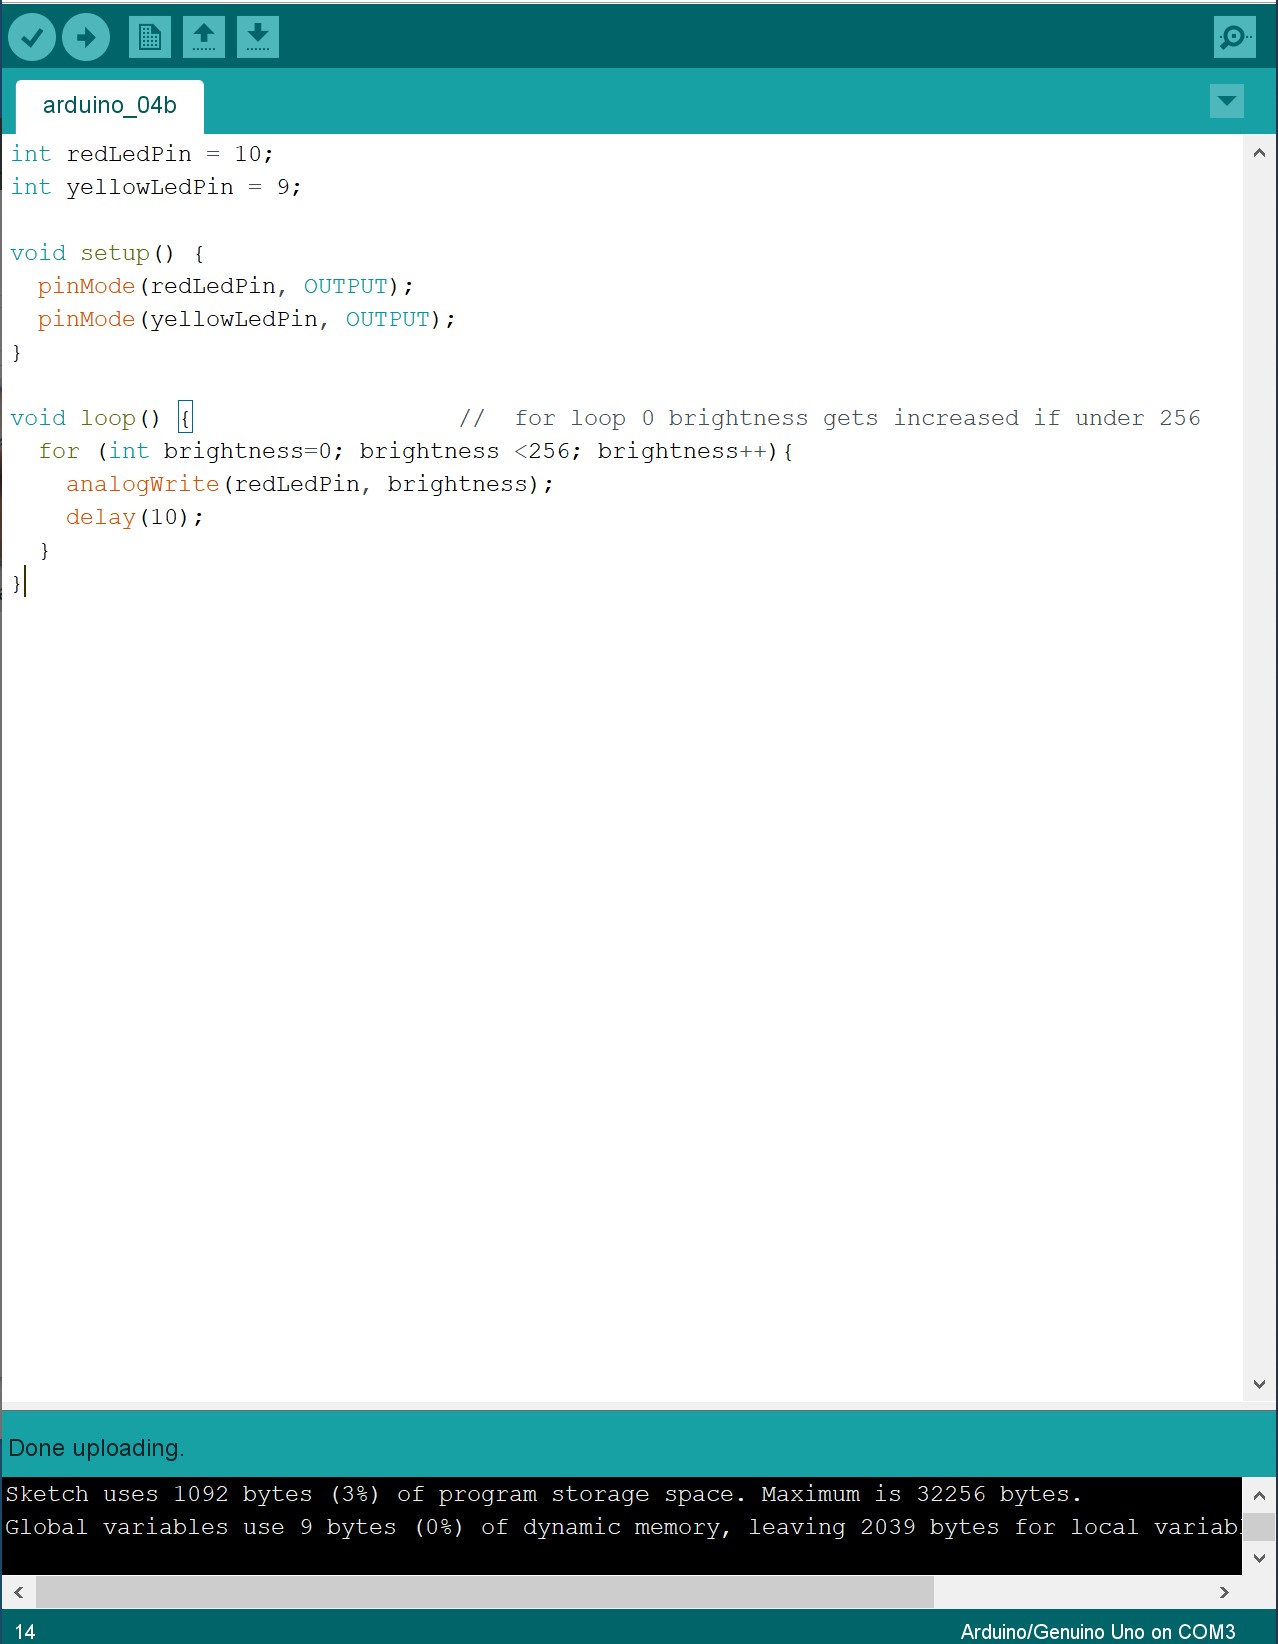 arduino_04b
int redLedPin = 10;
int yellowLedPin = 9;
void setup() {
  pinMode(redLedPin, OUTPUT);
  pinMode(yellowLedPin, OUTPUT);
}
void loop() {                   //  for loop 0 brightness gets increased if under 256
  for (int brightness=0; brightness <256; brightness++){
    analogWrite(redLedPin, brightness);
    delay(10);
  }
}
Done uploading.
Sketch uses 1092 bytes (3%) of program storage space. Maximum is 32256 bytes.
Global variables use 9 bytes (0%) of dynamic memory, leaving 2039 bytes for local variabl
14
Arduino/Genuino Uno on COM3